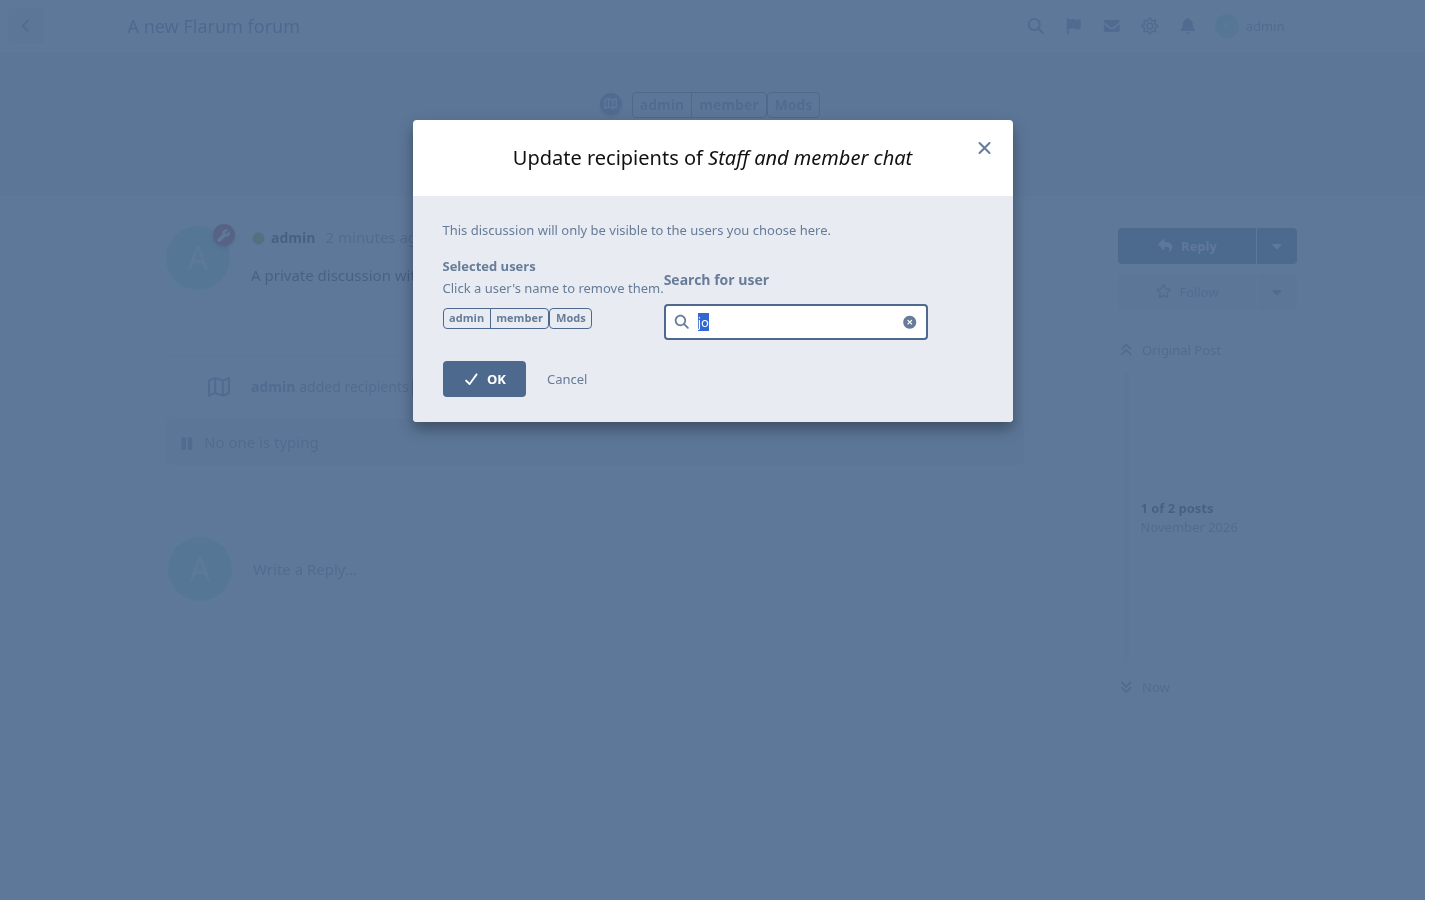 A new Flarum forum
admin
admin member Mods
Update recipients of Staff and member chat
This discussion will only be visible to the users you choose here.
Selected users
Click a user's name to remove them.
admin member Mods
Search for user
jo
OK
Cancel
A
admin 2 minutes ag
A private discussion wit
admin added recipients
No one is typing
A
Write a Reply...
Reply
Follow
Original Post
1 of 2 posts
November 2026
Now